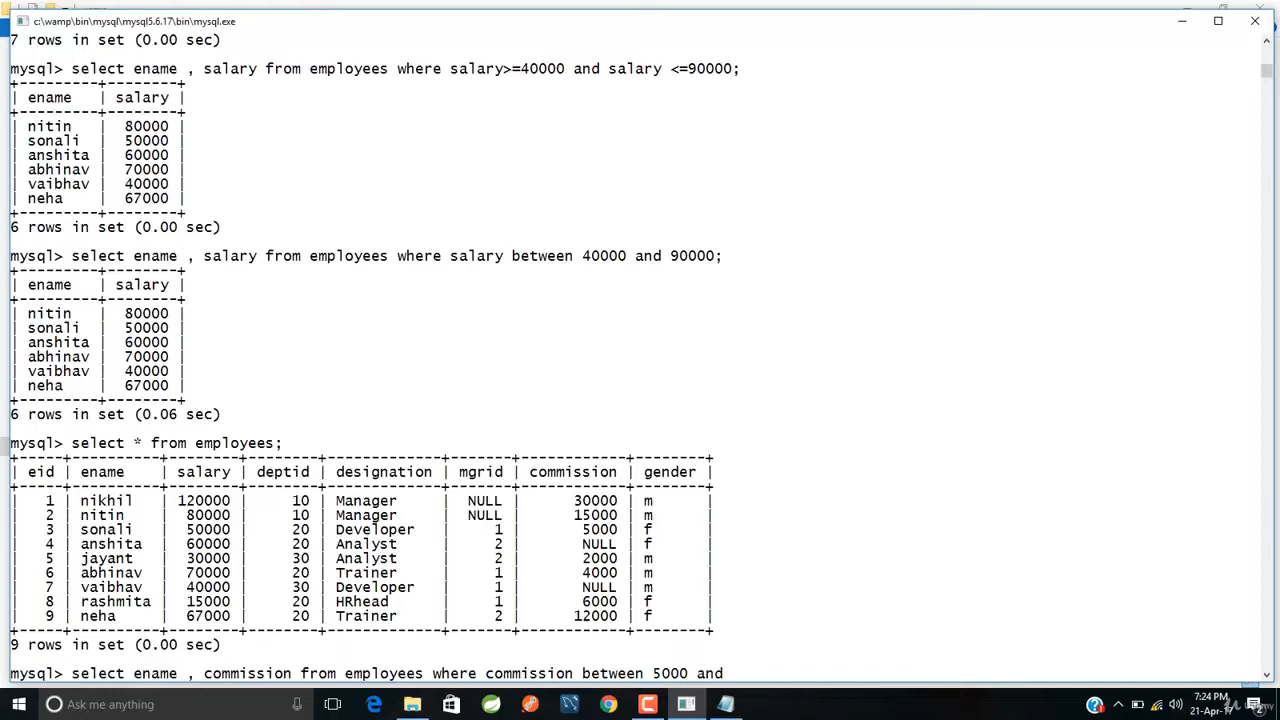 c:\wamp\bin\mysql\mysql5.6.17\bin\mysql.exe
7 rows in set (0.00 sec)
mysql> select ename , salary from employees where salary>=40000 and salary <=90000;
+---------+--------+
| ename   | salary |
+---------+--------+
| nitin   |  80000 |
| sonali  |  50000 |
| anshita |  60000 |
| abhinav |  70000 |
| vaibhav |  40000 |
| neha    |  67000 |
+---------+--------+
6 rows in set (0.00 sec)
mysql> select ename , salary from employees where salary between 40000 and 90000;
+---------+--------+
| ename   | salary |
+---------+--------+
| nitin   |  80000 |
| sonali  |  50000 |
| anshita |  60000 |
| abhinav |  70000 |
| vaibhav |  40000 |
| neha    |  67000 |
+---------+--------+
6 rows in set (0.06 sec)
mysql> select * from employees;
+-----+----------+--------+--------+-------------+-------+------------+--------+
| eid | ename    | salary | deptid | designation | mgrid | commission | gender |
+-----+----------+--------+--------+-------------+-------+------------+--------+
|   1 | nikhil   | 120000 |     10 | Manager     |  NULL |      30000 | m      |
|   2 | nitin    |  80000 |     10 | Manager     |  NULL |      15000 | m      |
|   3 | sonali   |  50000 |     20 | Developer   |     1 |       5000 | f      |
|   4 | anshita  |  60000 |     20 | Analyst     |     2 |       NULL | f      |
|   5 | jayant   |  30000 |     30 | Analyst     |     2 |       2000 | m      |
|   6 | abhinav  |  70000 |     20 | Trainer     |     1 |       4000 | m      |
|   7 | vaibhav  |  40000 |     30 | Developer   |     1 |       NULL | m      |
|   8 | rashmita |  15000 |     20 | HRhead      |     1 |       6000 | f      |
|   9 | neha     |  67000 |     20 | Trainer     |     2 |      12000 | f      |
+-----+----------+--------+--------+-------------+-------+------------+--------+
9 rows in set (0.00 sec)
mysql> select ename , commission from employees where commission between 5000 and
Ask me anything
7:24 PM
21-Apr-1